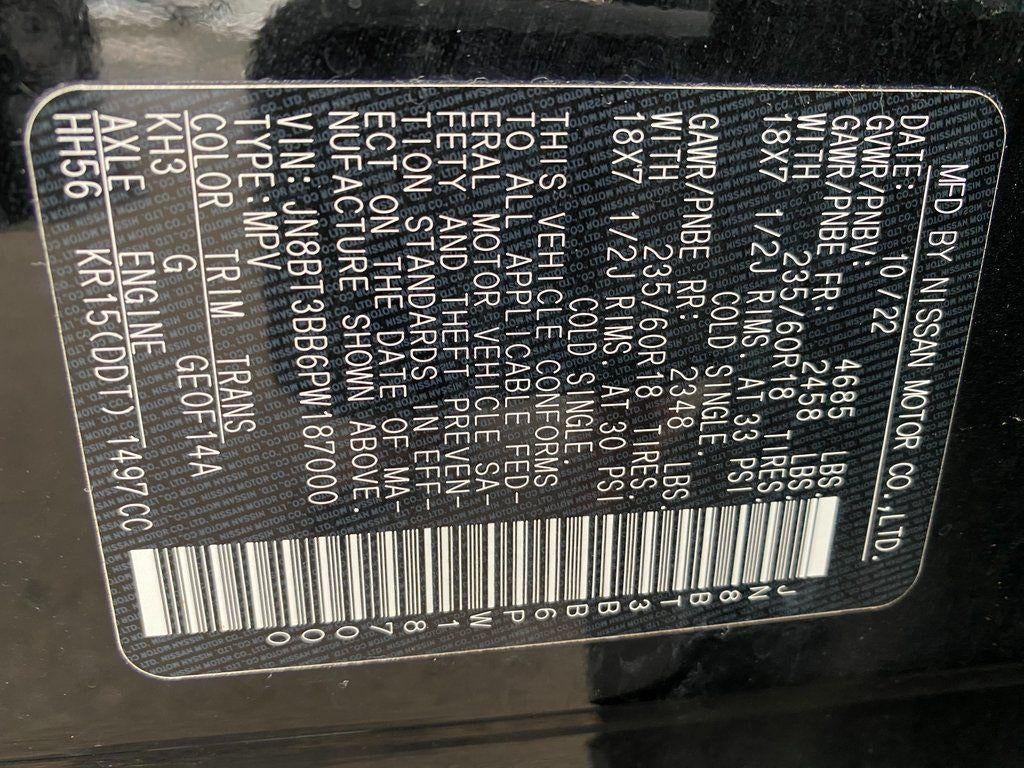 MFD BY NISSAN MOTOR CO.,LTD.
DATE: 10/22
GVWR/PNBV: 4685 LBS.
GAWR/PNBE FR: 2458 LBS.
WITH 235/60R18 TIRES.
18X7 1/2J RIMS. AT 33 PSI
COLD SINGLE.
GAWR/PNBE RR: 2348 LBS.
WITH 235/60R18 TIRES.
18X7 1/2J RIMS. AT 30 PSI
COLD SINGLE.
THIS VEHICLE CONFORMS
TO ALL APPLICABLE FED-
ERAL MOTOR VEHICLE SA-
FETY AND THEFT PREVEN-
TION STANDARDS IN EFF-
ECT ON THE DATE OF MA-
NUFACTURE SHOWN ABOVE.
VIN: JN8BT3BB6PW187000
TYPE:MPV
COLOR TRIM TRANS
KH3 G GE0F14A
AXLE ENGINE
HH56 KR15(DDT) 1497CC
JN8BT3BB6PW187000